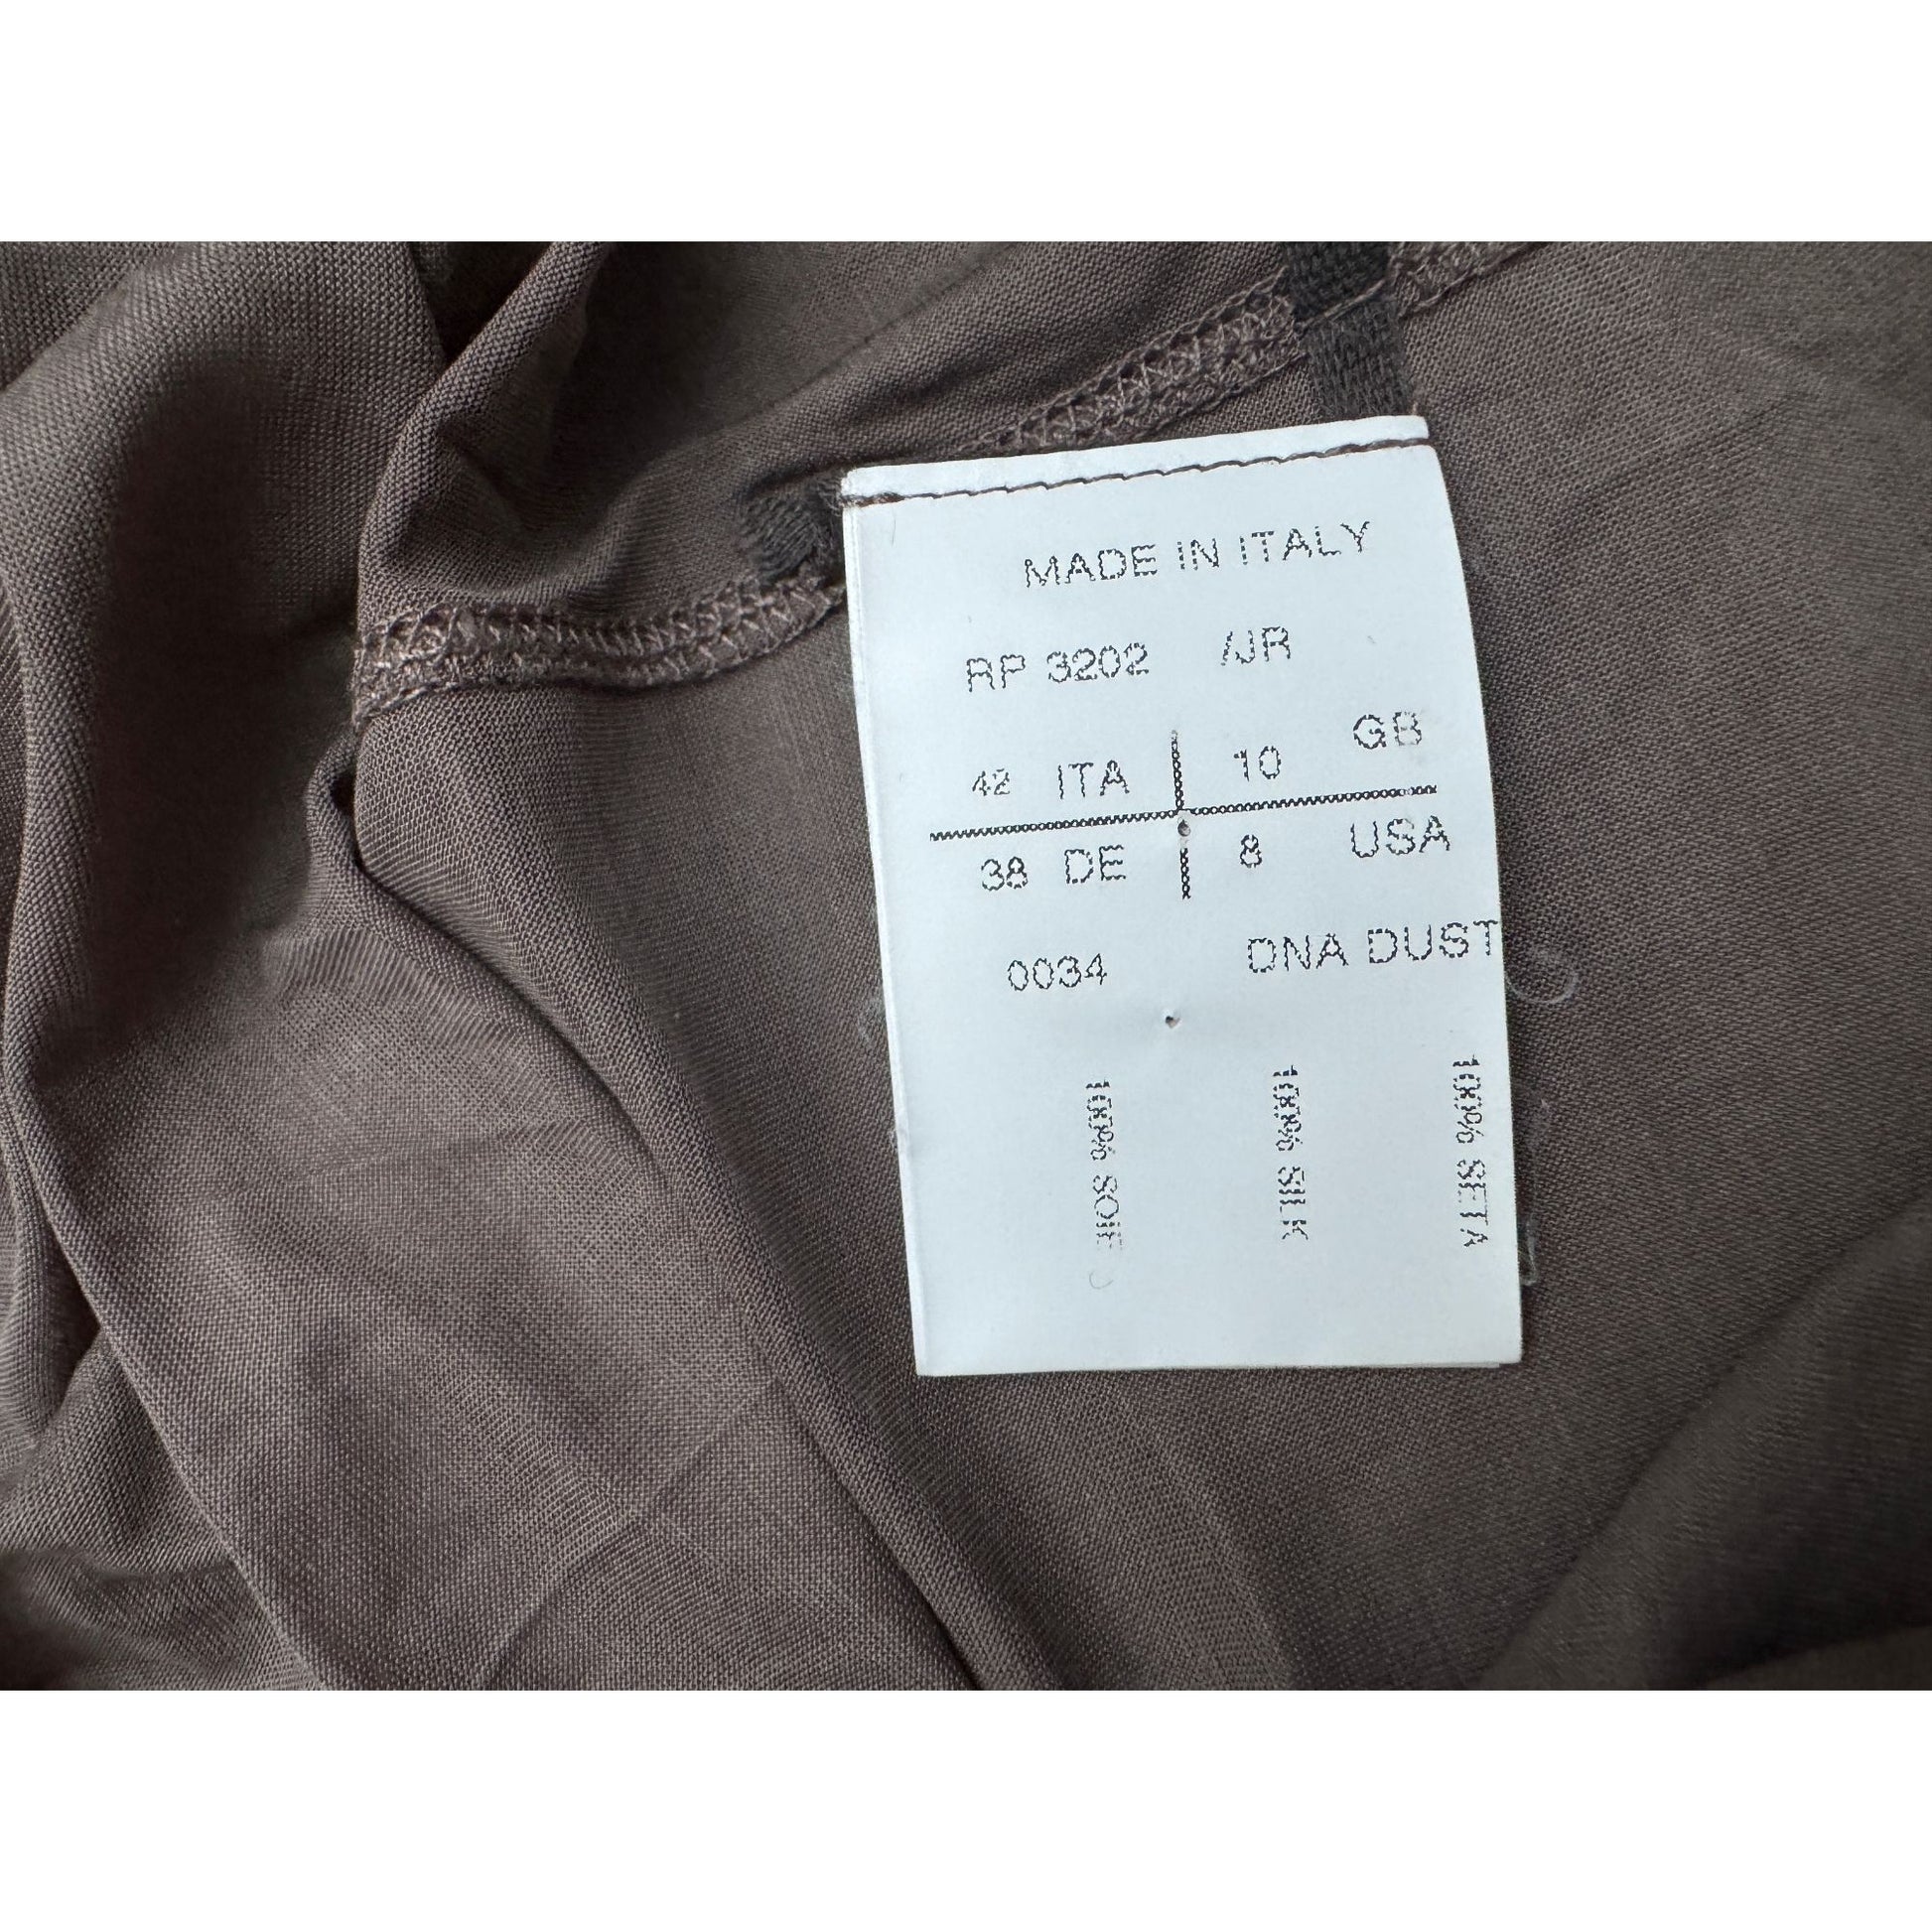 MADE IN ITALY
RP 3202
42 ITA 10 GB
38 DE 8 USA
0034 DNA DUST
100% SETA
100% SILK
100% SOIE